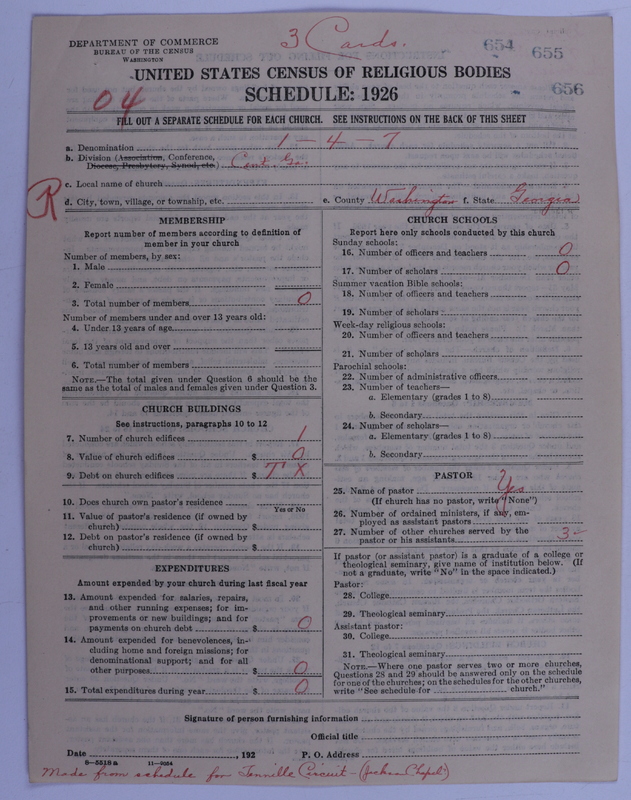 DEPARTMENT OF COMMERCE
BUREAU OF THE CENSUS
WASHINGTON
3 Cards.
654 655
656
UNITED STATES CENSUS OF RELIGIOUS BODIES
SCHEDULE: 1926
04
FILL OUT A SEPARATE SCHEDULE FOR EACH CHURCH. SEE INSTRUCTIONS ON THE BACK OF THIS SHEET
a. Denomination 1-4-7
b. Division (Association, Conference,
Diocese, Presbytery, Synod, etc.) Cent. Ga.
c. Local name of church
R
d. City, town, village, or township, etc. e. County Washington f. State Georgia
MEMBERSHIP
Report number of members according to definition of
member in your church
Number of members, by sex:
1. Male
2. Female
3. Total number of members 0
Number of members under and over 13 years old:
4. Under 13 years of age
5. 13 years old and over
6. Total number of members
NOTE.—The total given under Question 6 should be the
same as the total of males and females given under Question 3.
CHURCH BUILDINGS
See instructions, paragraphs 10 to 12
7. Number of church edifices 1
8. Value of church edifices $ 0
9. Debt on church edifices $ T X
10. Does church own pastor's residence
Yes or No
11. Value of pastor's residence (if owned by
church) $
12. Debt on pastor's residence (if owned by
church) $
EXPENDITURES
Amount expended by your church during last fiscal year
13. Amount expended for salaries, repairs,
and other running expenses; for im-
provements or new buildings; and for
payments on church debt $ 0
14. Amount expended for benevolences, in-
cluding home and foreign missions; for
denominational support; and for all
other purposes $ 0
15. Total expenditures during year $ 0
CHURCH SCHOOLS
Report here only schools conducted by this church
Sunday schools:
16. Number of officers and teachers 0
17. Number of scholars 0
Summer vacation Bible schools:
18. Number of officers and teachers
19. Number of scholars
Week-day religious schools:
20. Number of officers and teachers
21. Number of scholars
Parochial schools:
22. Number of administrative officers
23. Number of teachers—
a. Elementary (grades 1 to 8)
b. Secondary
24. Number of scholars—
a. Elementary (grades 1 to 8)
b. Secondary
PASTOR
25. Name of pastor Yes
(If church has no pastor, write "None")
26. Number of ordained ministers, if any, em-
ployed as assistant pastors
27. Number of other churches served by the
pastor or his assistants 3
If pastor (or assistant pastor) is a graduate of a college or
theological seminary, give name of institution below. (If
not a graduate, write "No" in the space indicated.)
Pastor:
28. College
29. Theological seminary
Assistant pastor:
30. College
31. Theological seminary
NOTE.—Where one pastor serves two or more churches,
Questions 28 and 29 should be answered only on the schedule
for one of the churches; on the schedules for the other churches,
write "See schedule for church."
Signature of person furnishing information
Official title
Date , 192 P. O. Address
8—5518a 11—9054
Made from schedule for Tennille Circuit - (Chapel)